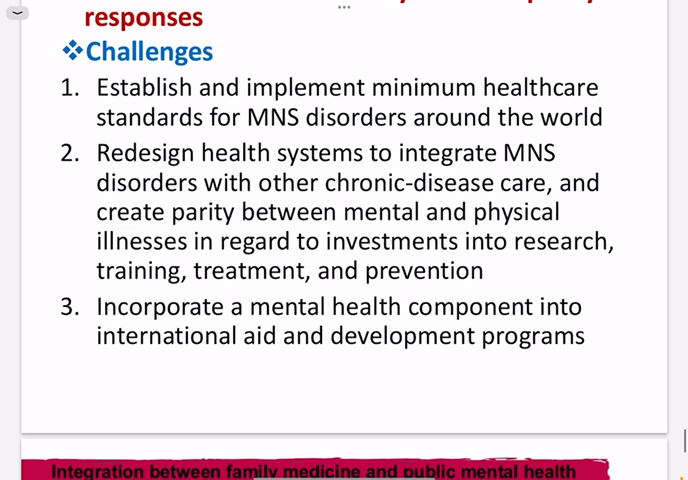 responses
❖Challenges
1. Establish and implement minimum healthcare
standards for MNS disorders around the world
2. Redesign health systems to integrate MNS
disorders with other chronic-disease care, and
create parity between mental and physical
illnesses in regard to investments into research,
training, treatment, and prevention
3. Incorporate a mental health component into
international aid and development programs
Integration between family medicine and public mental health